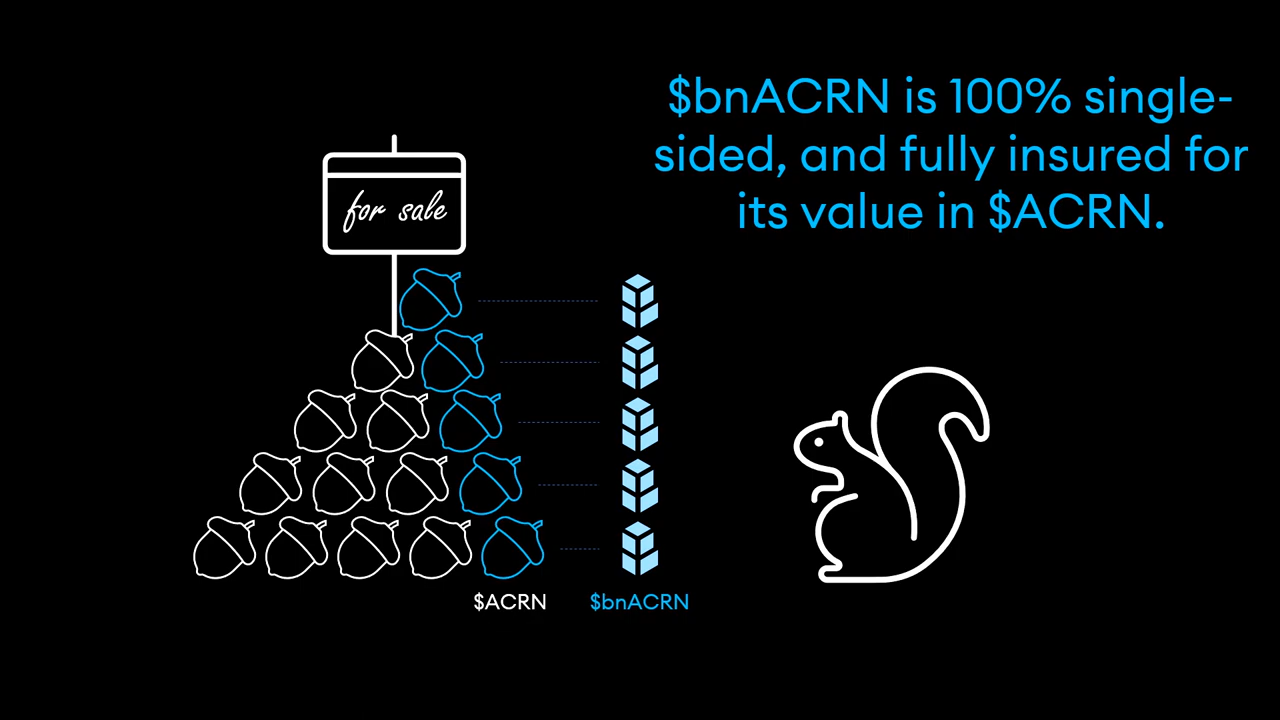 $bnACRN is 100% single-
sided, and fully insured for
its value in $ACRN.
for sale
$ACRN
$bnACRN